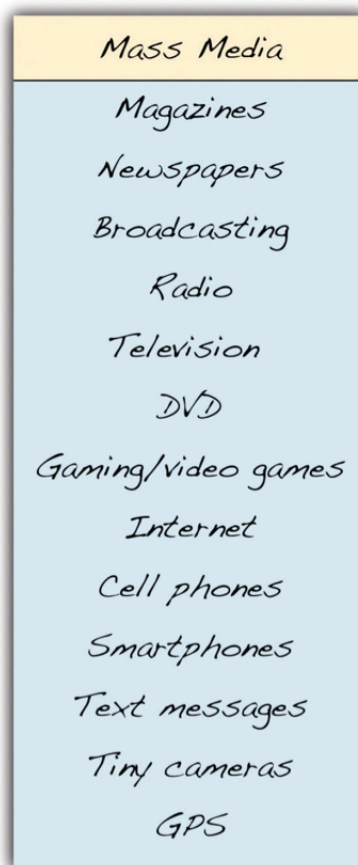 Mass Media
Magazines
Newspapers
Broadcasting
Radio
Television
DVD
Gaming/video games
Internet
Cell phones
Smartphones
Text messages
Tiny cameras
GPS